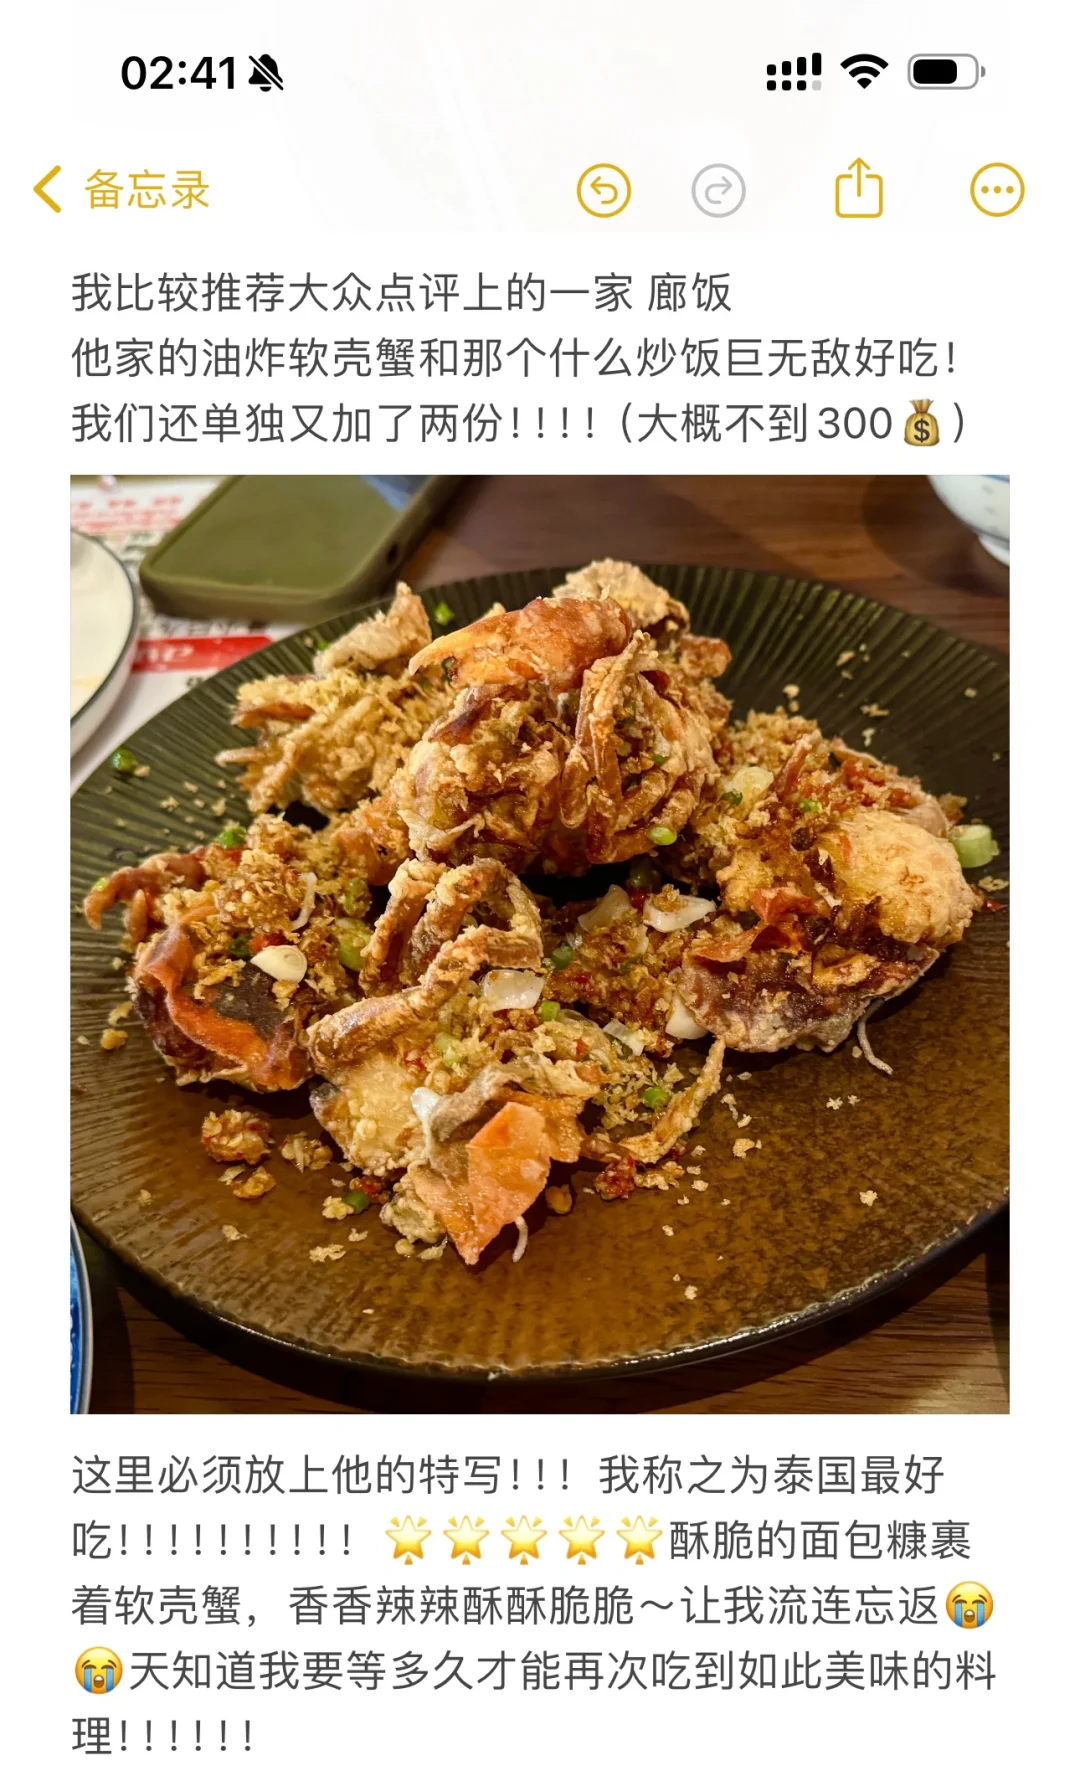 02:41
备忘录
我比较推荐大众点评上的一家 廊饭
他家的油炸软壳蟹和那个什么炒饭巨无敌好吃！
我们还单独又加了两份！！！！（大概不到300💰）
这里必须放上他的特写！！！ 我称之为泰国最好
吃！！！！！！！！！！ 🌟🌟🌟🌟🌟酥脆的面包糠裹
着软壳蟹，香香辣辣酥酥脆脆～让我流连忘返😭
😭天知道我要等多久才能再次吃到如此美味的料
理！！！！！！